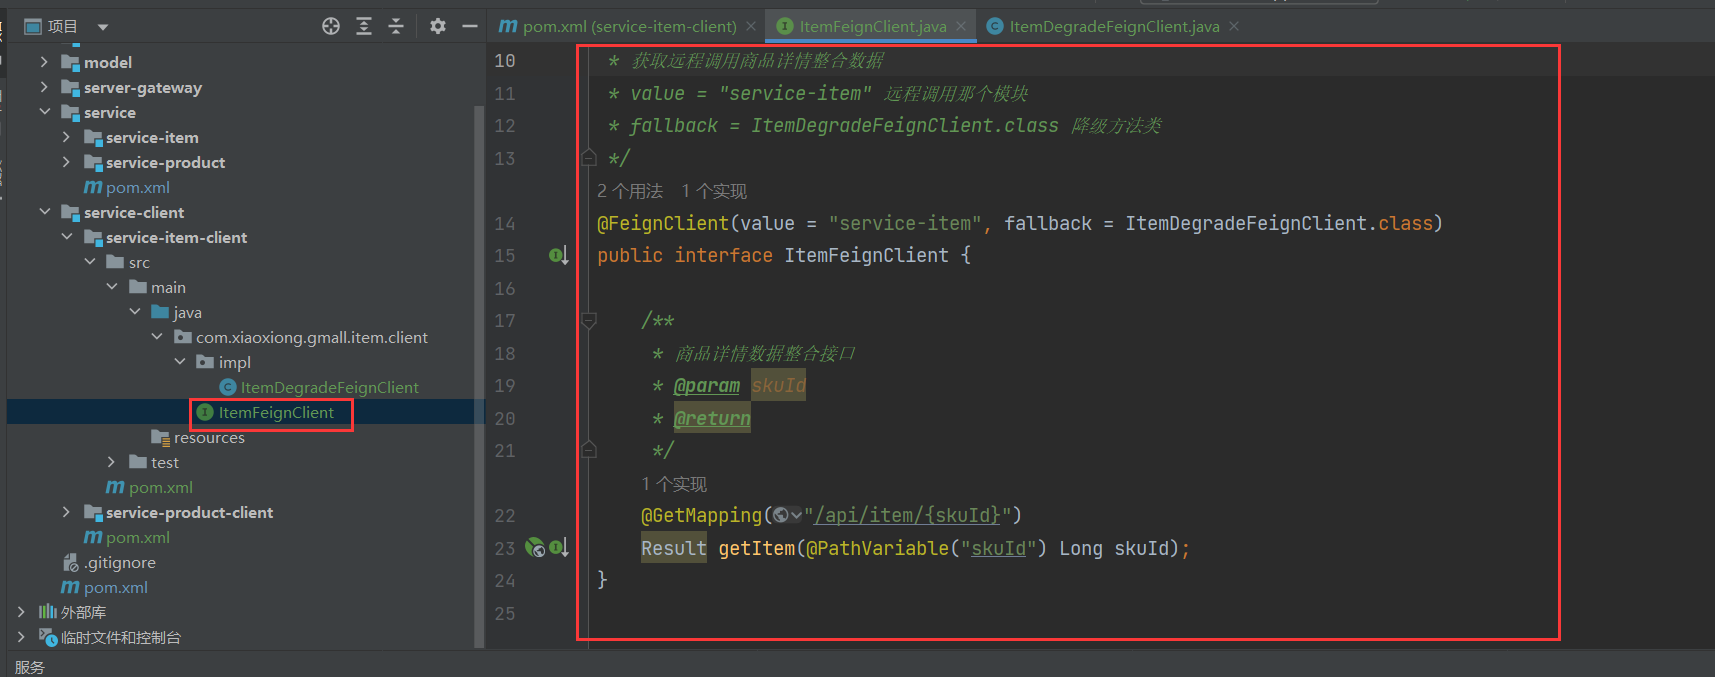 项目
model
server-gateway
service
service-item
service-product
pom.xml
service-client
service-item-client
src
main
java
com.xiaoxiong.gmall.item.client
impl
ItemDegradeFeignClient
ItemFeignClient
resources
test
pom.xml
service-product-client
pom.xml
.gitignore
pom.xml
外部库
临时文件和控制台
服务
pom.xml (service-item-client)
ItemFeignClient.java
ItemDegradeFeignClient.java
10 * 获取远程调用商品详情整合数据
11 * value = "service-item" 远程调用那个模块
12 * fallback = ItemDegradeFeignClient.class 降级方法类
13 */
2 个用法 1 个实现
14 @FeignClient(value = "service-item", fallback = ItemDegradeFeignClient.class)
15 public interface ItemFeignClient {
16
17 /**
18 * 商品详情数据整合接口
19 * @param skuId
20 * @return
21 */
1 个实现
22 @GetMapping("/api/item/{skuId}")
23 Result getItem(@PathVariable("skuId") Long skuId);
24 }
25